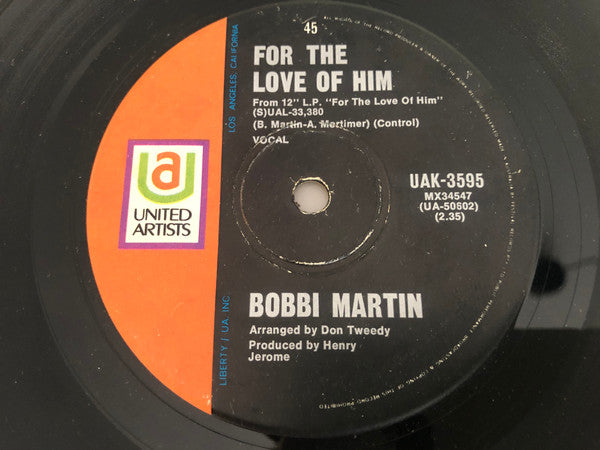 45
FOR THE
LOVE OF HIM
From 12" L.P. "For The Love Of Him"
(S)UAL-33,380
(B. Martin-A. Mertimer) (Control)
VOCAL
UAK-3595
MX34547
(UA-50602)
(2.35)
ua
UNITED
ARTISTS
BOBBI MARTIN
Arranged by Don Tweedy
Produced by Henry
Jerome
LIBERTY / UA, INC.
LOS ANGELES, CALIFORNIA